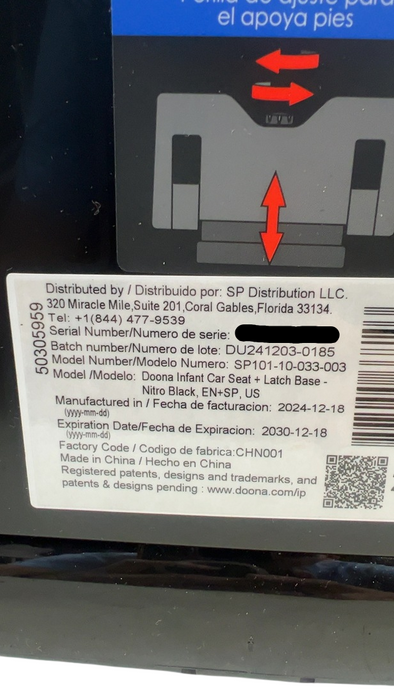 el apoya pies
Distributed by / Distribuido por: SP Distribution LLC.
320 Miracle Mile,Suite 201,Coral Gables,Florida 33134.
Tel: +1(844) 477-9539
Serial Number/Numero de serie:
Batch number/Numero de lote: DU241203-0185
Model Number/Modelo Numero: SP101-10-033-003
Model /Modelo: Doona Infant Car Seat + Latch Base -
Nitro Black, EN+SP, US
Manufactured in / Fecha de facturacion: 2024-12-18
(yyyy-mm-dd)
Expiration Date/Fecha de Expiracion: 2030-12-18
(yyyy-mm-dd)
Factory Code / Codigo de fabrica:CHN001
Made in China / Hecho en China
Registered patents, designs and trademarks, and
patents & designs pending : www.doona.com/ip
50305959